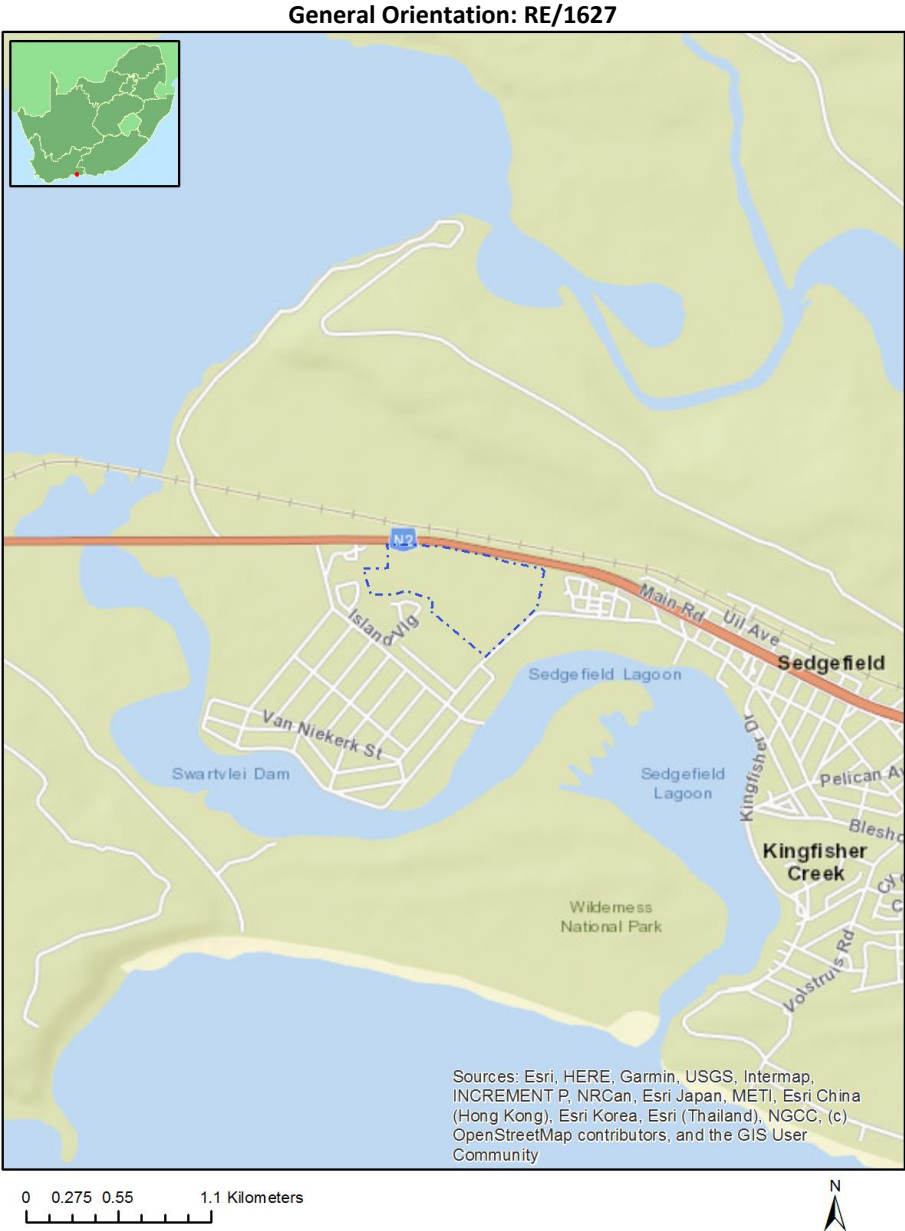 General Orientation: RE/1627
N2
Main Rd
Uil Ave
Island Vlg
Sedgefield
Sedgefield Lagoon
Van Niekerk St
Kingfisher Dr
Swartvlei Dam
Sedgefield
Lagoon
Pelican Av
Blesho
Kingfisher
Creek
Cy
C
Wilderness
National Park
Volstruis Rd
Sources: Esri, HERE, Garmin, USGS, Intermap,
INCREMENT P, NRCan, Esri Japan, METI, Esri China
(Hong Kong), Esri Korea, Esri (Thailand), NGCC, (c)
OpenStreetMap contributors, and the GIS User
Community
0 0.275 0.55 1.1 Kilometers
N